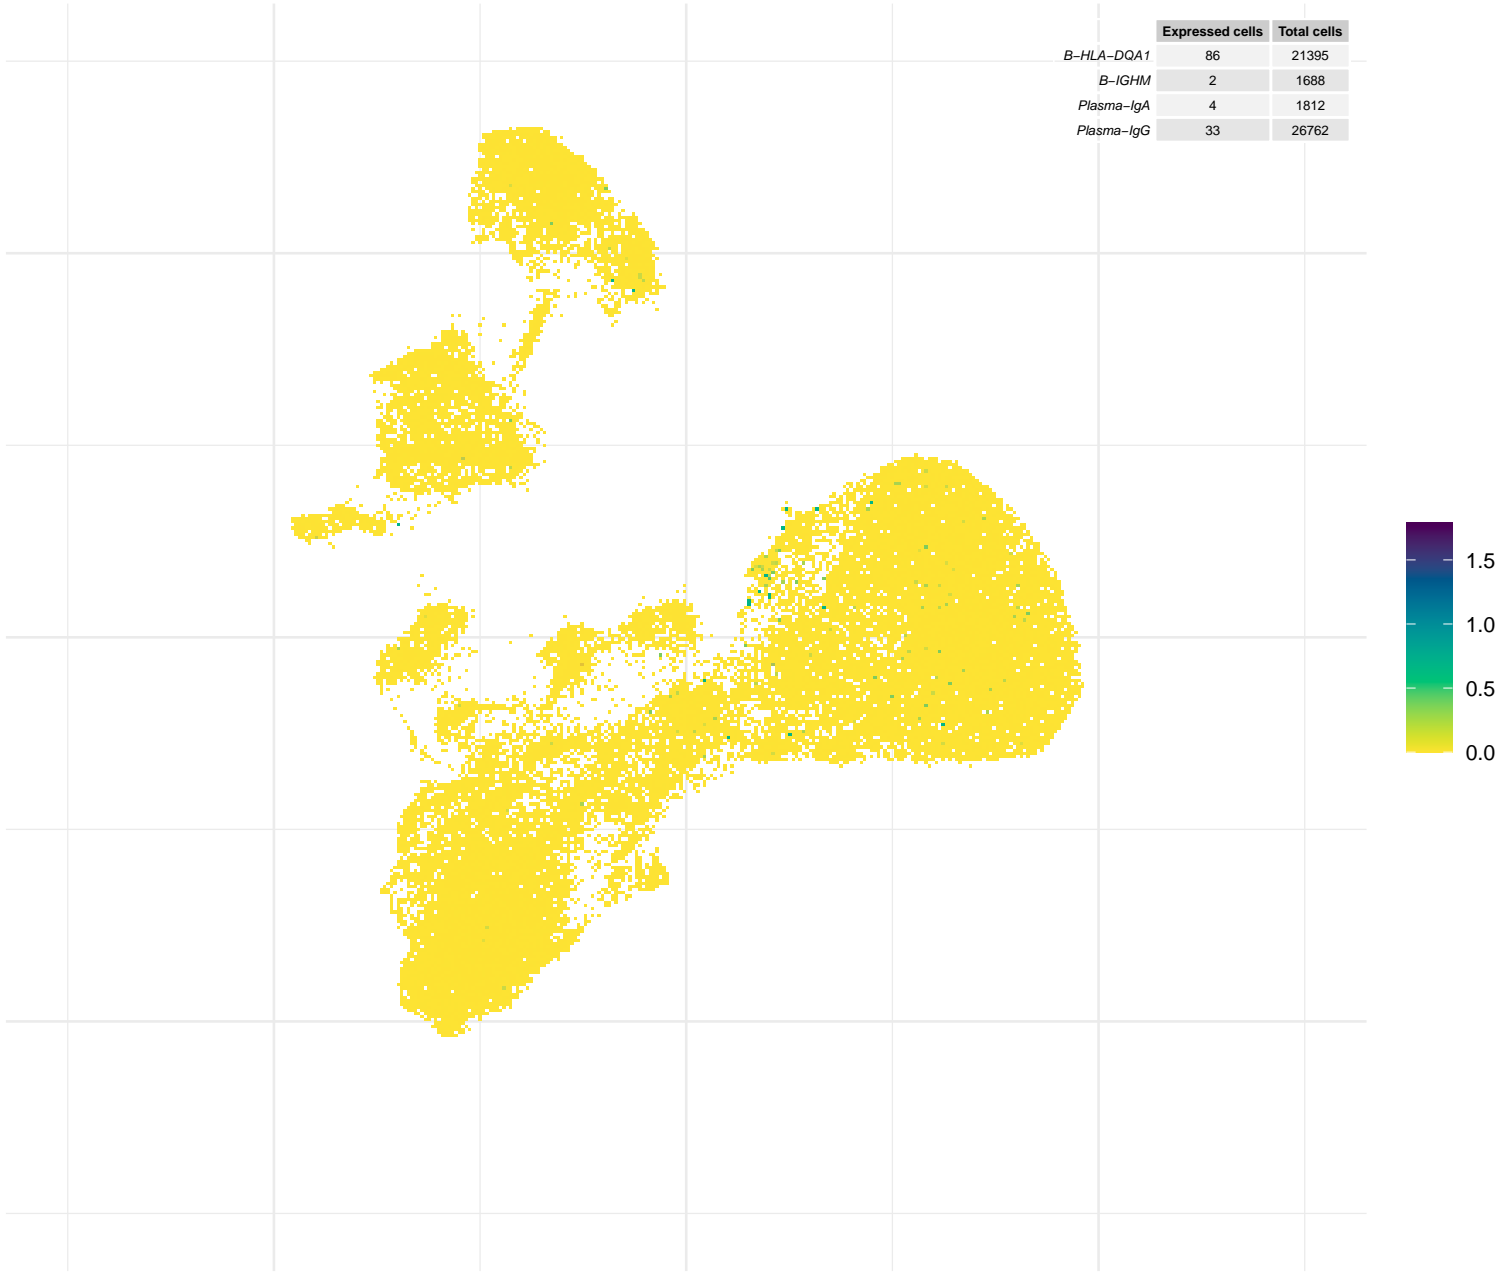 Expressed cells Total cells
B−HLA−DQA1 86 21395
B−IGHM 2 1688
Plasma−IgA 4 1812
Plasma−IgG 33 26762
1.5
1.0
0.5
0.0